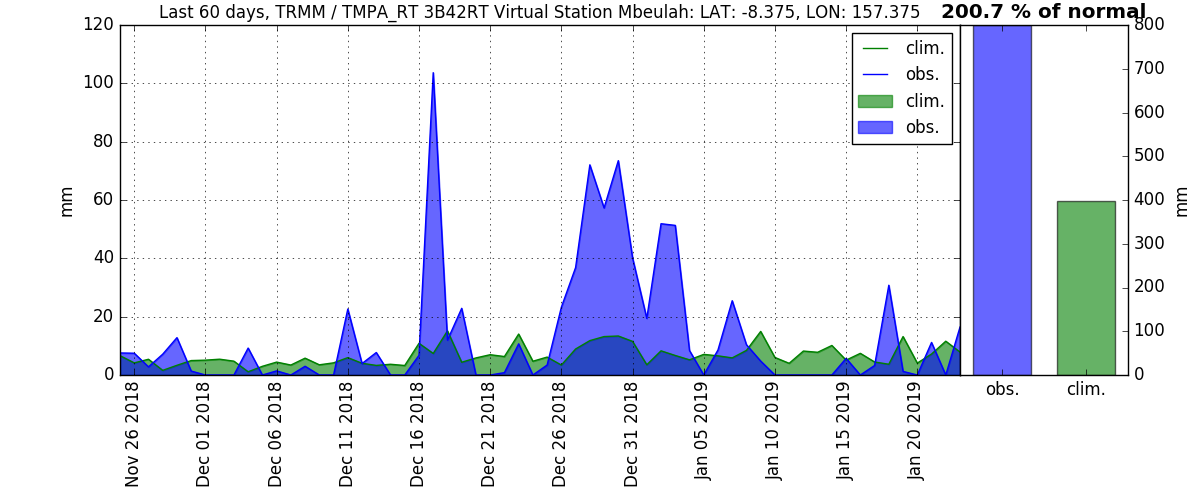 Last 60 days, TRMM / TMPA_RT 3B42RT Virtual Station Mbeulah: LAT: -8.375, LON: 157.375
200.7 % of normal
mm
120
100
80
60
40
20
0
clim.
obs.
clim.
obs.
Nov 26 2018
Dec 01 2018
Dec 06 2018
Dec 11 2018
Dec 16 2018
Dec 21 2018
Dec 26 2018
Dec 31 2018
Jan 05 2019
Jan 10 2019
Jan 15 2019
Jan 20 2019
800
700
600
500
400
300
200
100
0
mm
obs.
clim.